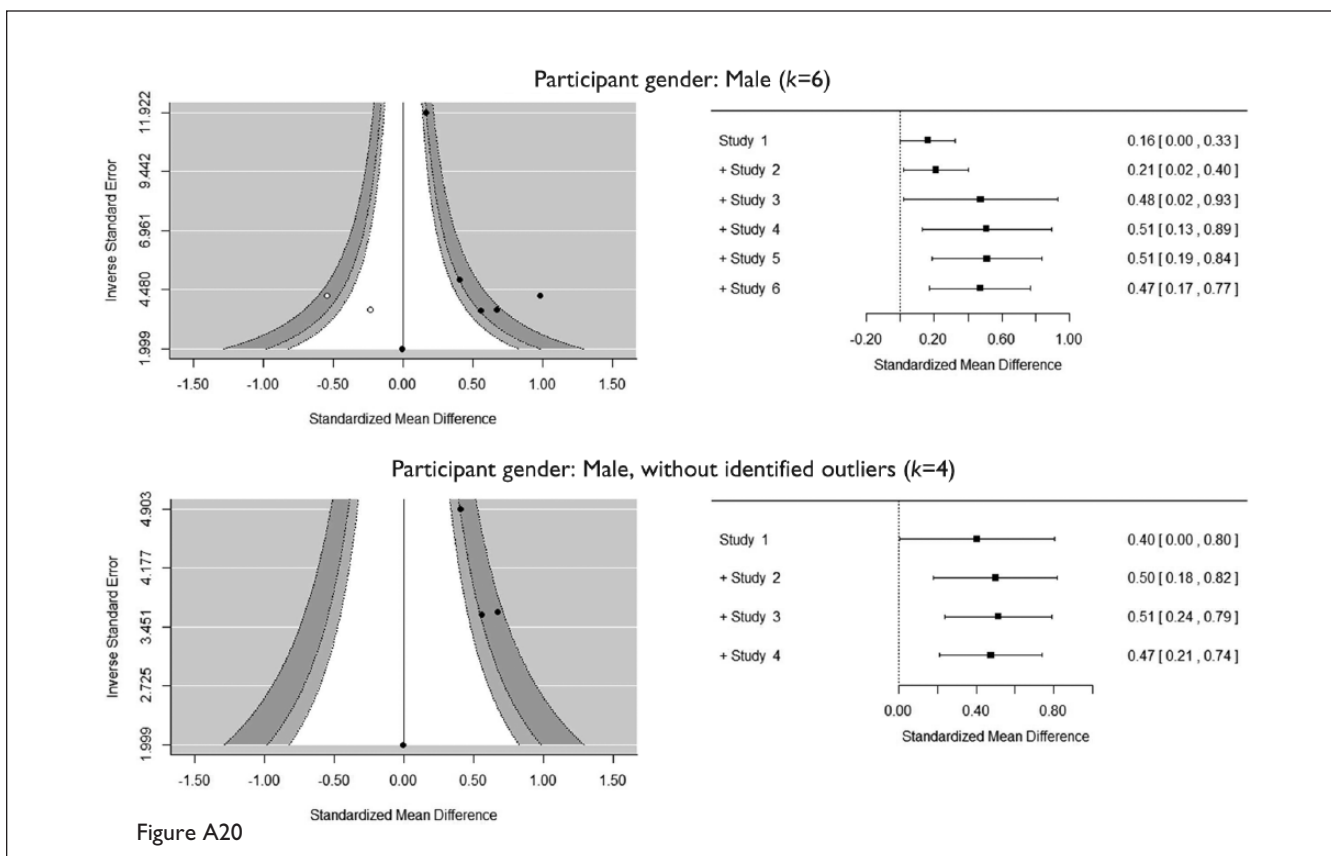 Participant gender: Male (k=6)
Inverse Standard Error
11.922
9.442
6.961
4.480
1.999
-1.50 -1.00 -0.50 0.00 0.50 1.00 1.50
Standardized Mean Difference
Study 1 0.16 [ 0.00 , 0.33 ]
+ Study 2 0.21 [ 0.02 , 0.40 ]
+ Study 3 0.48 [ 0.02 , 0.93 ]
+ Study 4 0.51 [ 0.13 , 0.89 ]
+ Study 5 0.51 [ 0.19 , 0.84 ]
+ Study 6 0.47 [ 0.17 , 0.77 ]
-0.20 0.20 0.60 1.00
Standardized Mean Difference
Participant gender: Male, without identified outliers (k=4)
Inverse Standard Error
4.903
4.177
3.451
2.725
1.999
-1.50 -1.00 -0.50 0.00 0.50 1.00 1.50
Standardized Mean Difference
Study 1 0.40 [ 0.00 , 0.80 ]
+ Study 2 0.50 [ 0.18 , 0.82 ]
+ Study 3 0.51 [ 0.24 , 0.79 ]
+ Study 4 0.47 [ 0.21 , 0.74 ]
0.00 0.40 0.80
Standardized Mean Difference
Figure A20